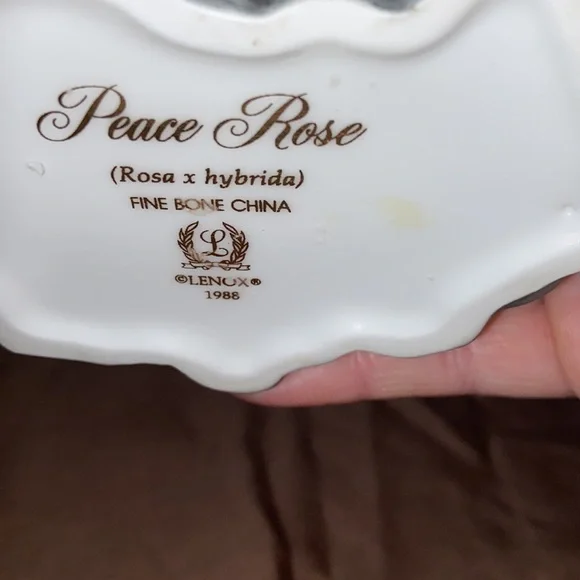 Peace Rose
(Rosa x hybrida)
FINE BONE CHINA
L
©LENOX®
1988